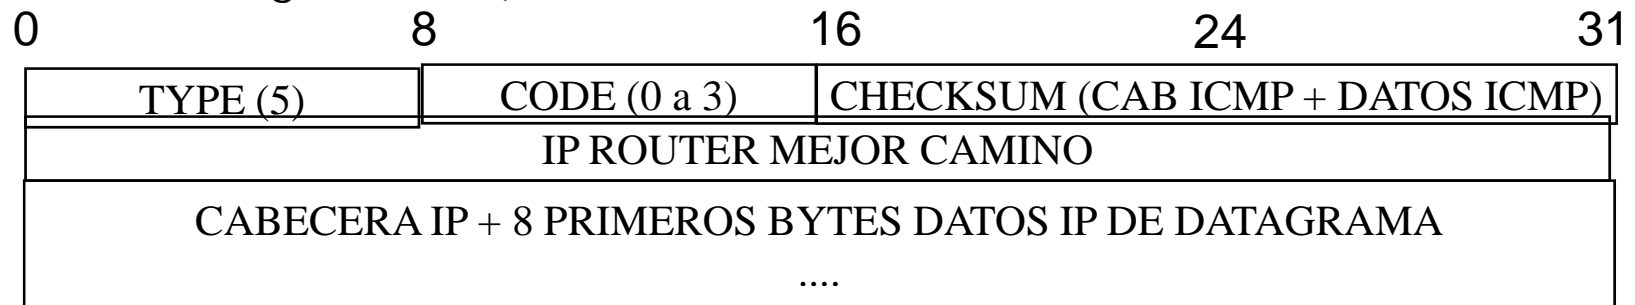 0 8 16 24 31
TYPE (5) CODE (0 a 3) CHECKSUM (CAB ICMP + DATOS ICMP)
IP ROUTER MEJOR CAMINO
CABECERA IP + 8 PRIMEROS BYTES DATOS IP DE DATAGRAMA
....